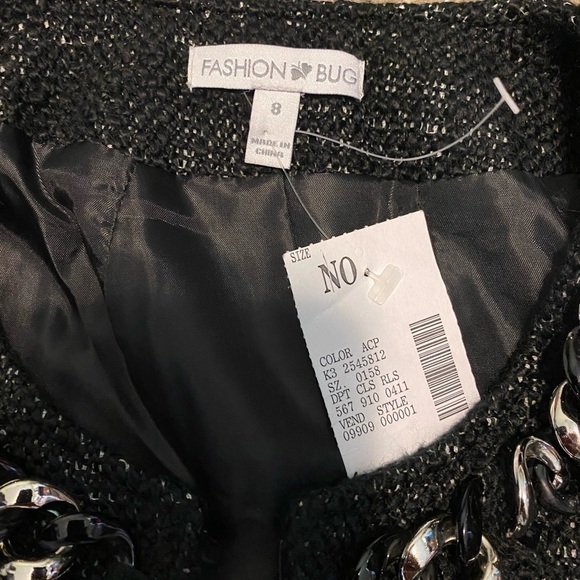 FASHION BUG
8
MADE IN
CHINA
SIZE
NO
COLOR ACP
K3 2545812
SZ. 0158
DPT CLS RLS
567 910 0411
VEND STYLE
09909 000001